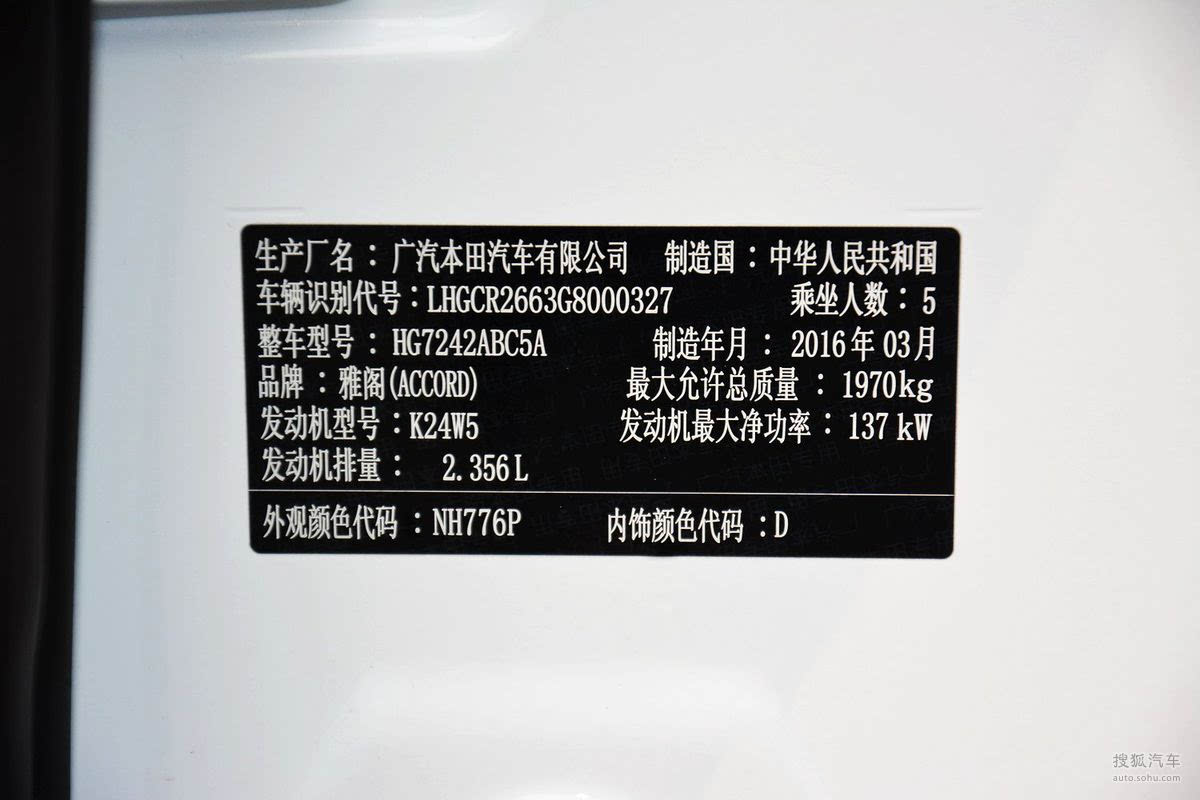 生产厂名：广汽本田汽车有限公司 制造国：中华人民共和国
车辆识别代号：LHGCR2663G8000327 乘坐人数：5
整车型号：HG7242ABC5A 制造年月：2016年03月
品牌：雅阁(ACCORD) 最大允许总质量：1970kg
发动机型号：K24W5 发动机最大净功率：137 kW
发动机排量：2.356L
外观颜色代码：NH776P 内饰颜色代码：D
搜狐汽车
auto.sohu.com